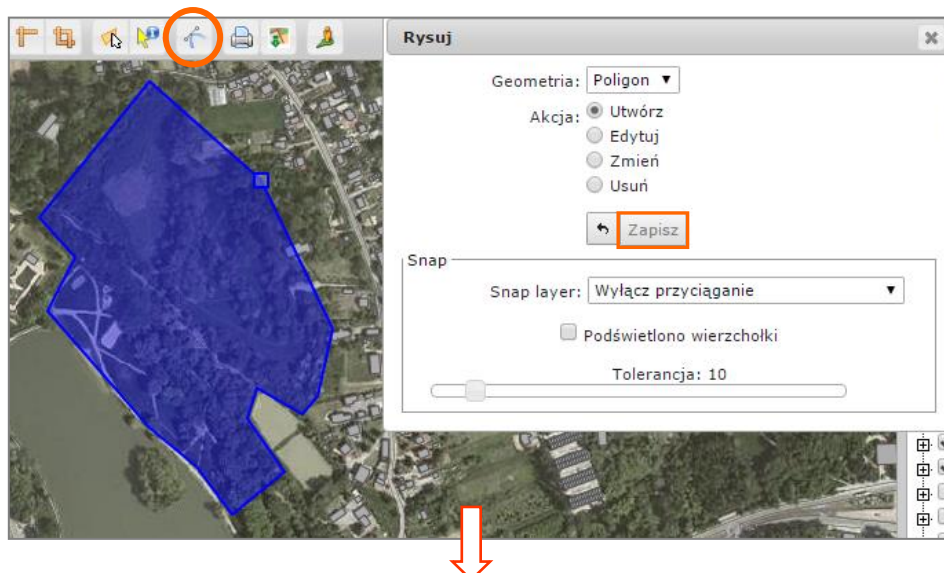 Rysuj
Geometria: Poligon
Akcja: Utwórz
Edytuj
Zmień
Usuń
Zapisz
Snap
Snap layer: Wyłącz przyciąganie
Podświetlono wierzchołki
Tolerancja: 10